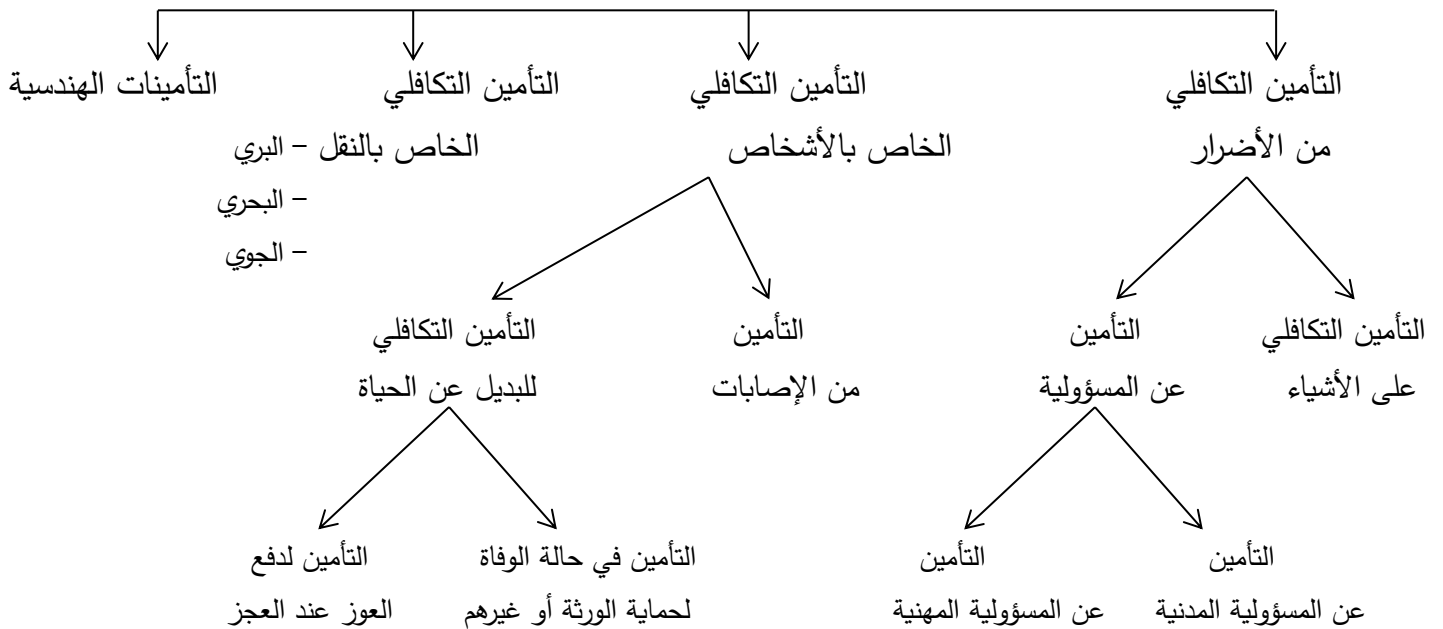 التأمين التكافلي
من الأضرار
التأمين التكافلي
الخاص بالأشخاص
التأمين التكافلي
الخاص بالنقل – البري
– البحري
– الجوي
التأمينات الهندسية
التأمين التكافلي
على الأشياء
التأمين
عن المسؤولية
التأمين
من الإصابات
التأمين التكافلي
للبديل عن الحياة
التأمين
عن المسؤولية المدنية
التأمين
عن المسؤولية المهنية
التأمين في حالة الوفاة
لحماية الورثة أو غيرهم
التأمين لدفع
العوز عند العجز